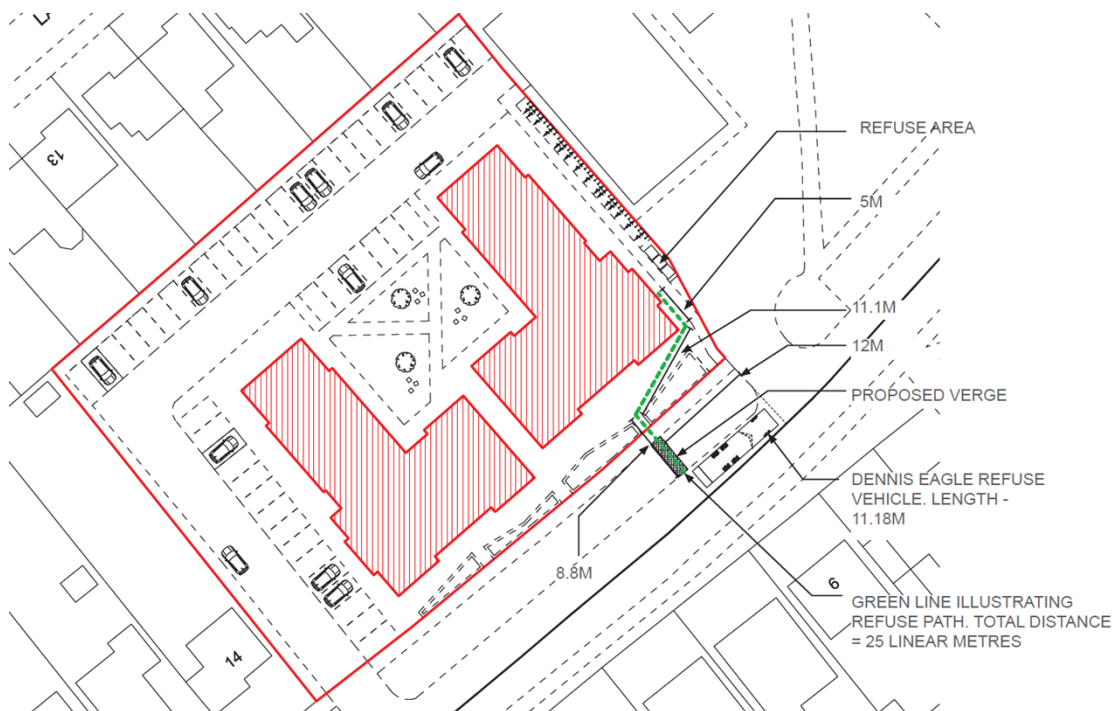 REFUSE AREA
5M
13
11.1M
12M
PROPOSED VERGE
DENNIS EAGLE REFUSE
VEHICLE. LENGTH -
11.18M
8.8M
6
GREEN LINE ILLUSTRATING
REFUSE PATH. TOTAL DISTANCE
= 25 LINEAR METRES
14